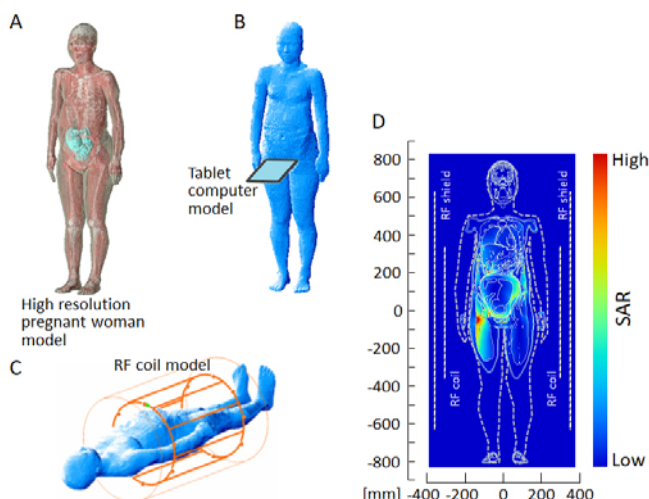 A
B
Tablet
computer
model
High resolution
pregnant woman
model
C
RF coil model
D
800
600
400
200
0
-200
-400
-600
-800
[mm]
-400
-200
0
200
400
RF shield
RF shield
RF coil
RF coil
High
SAR
Low